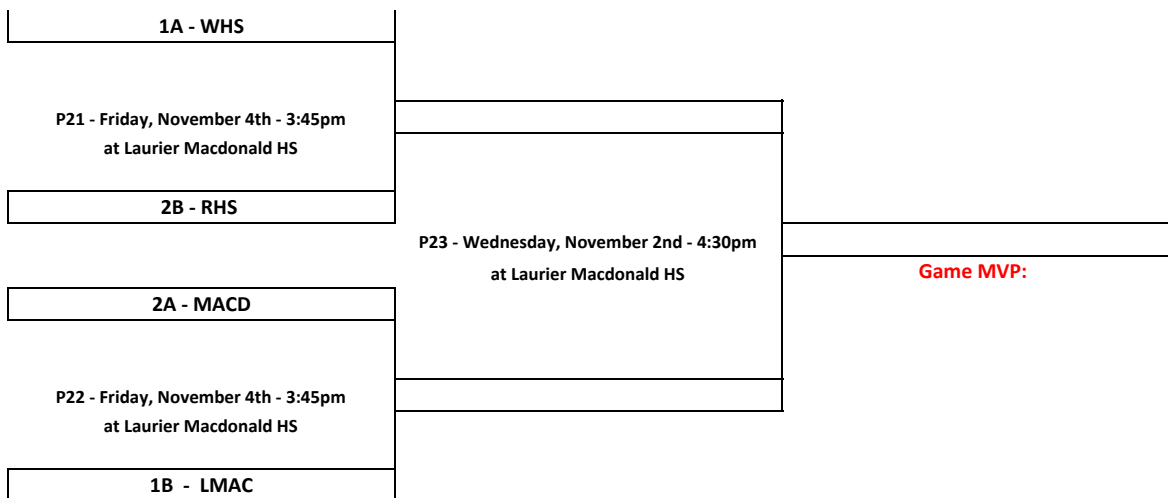 1A - WHS
P21 - Friday, November 4th - 3:45pm
at Laurier Macdonald HS
2B - RHS
P23 - Wednesday, November 2nd - 4:30pm
at Laurier Macdonald HS
Game MVP:
2A - MACD
P22 - Friday, November 4th - 3:45pm
at Laurier Macdonald HS
1B - LMAC